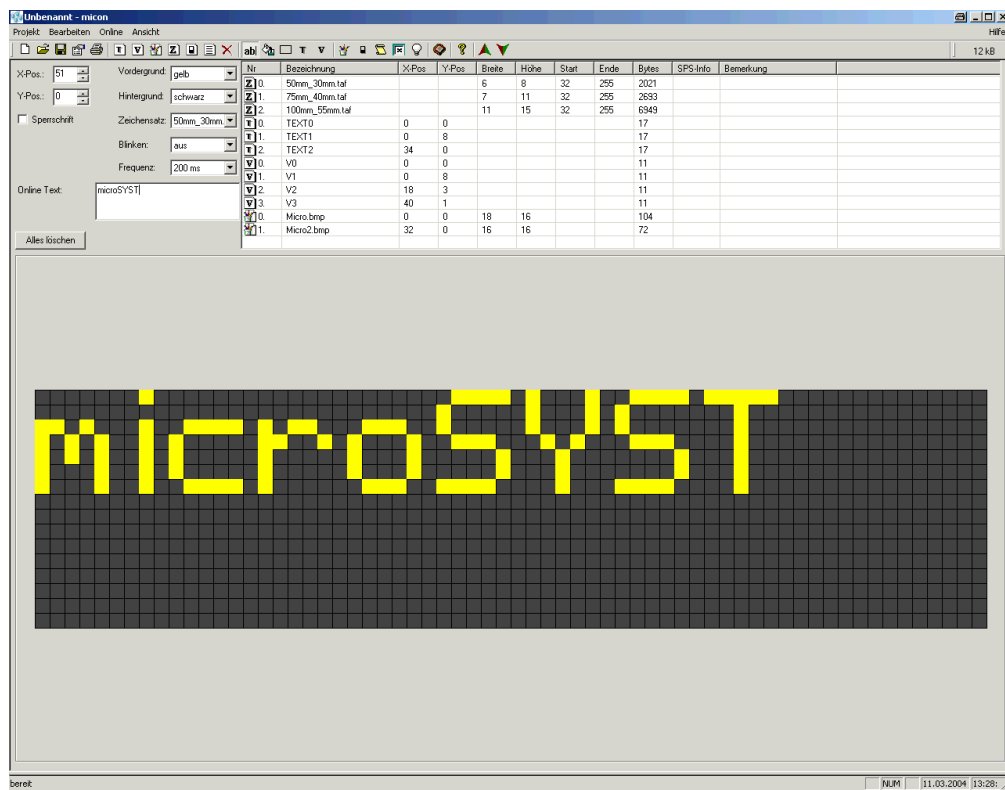 Unbenannt - micon
Projekt Bearbeiten Online Ansicht Hilfe
12 kB
X-Pos.: 51 Vordergrund: gelb
Y-Pos.: 0 Hintergrund: schwarz
Sperrschrift Zeichensatz: 50mm_30mm.
Blinken: aus
Frequenz: 200 ms
Online Text: microSYST
Alles löschen
Nr Bezeichnung X-Pos Y-Pos Breite Höhe Start Ende Bytes SPS-Info Bemerkung
Z 0. 50mm_30mm.taf 6 8 32 255 2021
Z 1. 75mm_40mm.taf 7 11 32 255 2693
Z 2. 100mm_55mm.taf 11 15 32 255 6949
T 0. TEXT0 0 0 17
T 1. TEXT1 0 8 17
T 2. TEXT2 34 0 17
V 0. V0 0 0 11
V 1. V1 0 8 11
V 2. V2 18 3 11
V 3. V3 40 1 11
0. Micro.bmp 0 0 18 16 104
1. Micro2.bmp 32 0 16 16 72
microSYST
bereit NUM 11.03.2004 13:28: